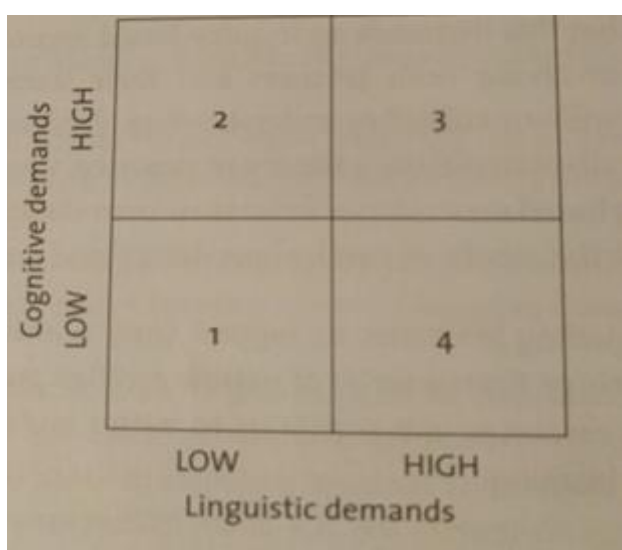 Cognitive demands
HIGH
LOW
2
3
1
4
LOW
HIGH
Linguistic demands